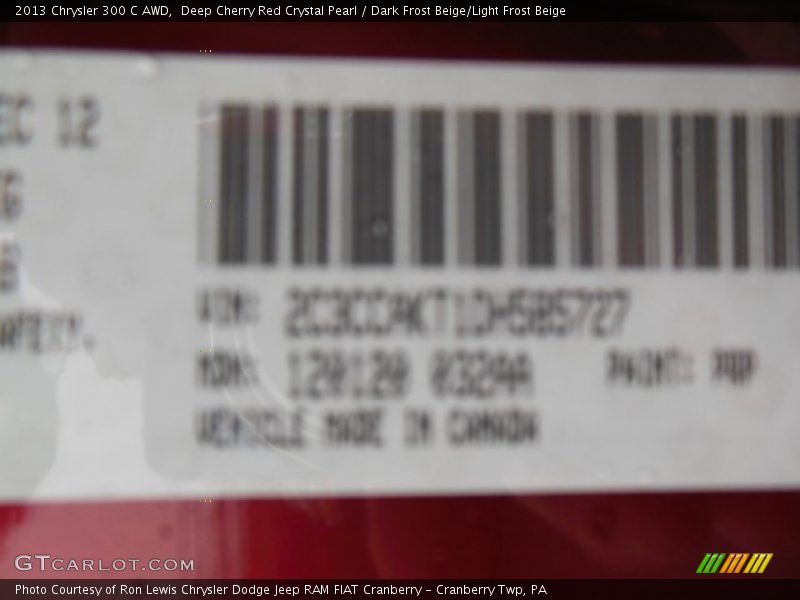 2013 Chrysler 300 C AWD, Deep Cherry Red Crystal Pearl / Dark Frost Beige/Light Frost Beige
EC 12
VIN:
MDH: 120120 0324A PAINT: PRP
VEHICLE MADE IN CANADA
GTCARLOT.COM
Photo Courtesy of Ron Lewis Chrysler Dodge Jeep RAM FIAT Cranberry - Cranberry Twp, PA